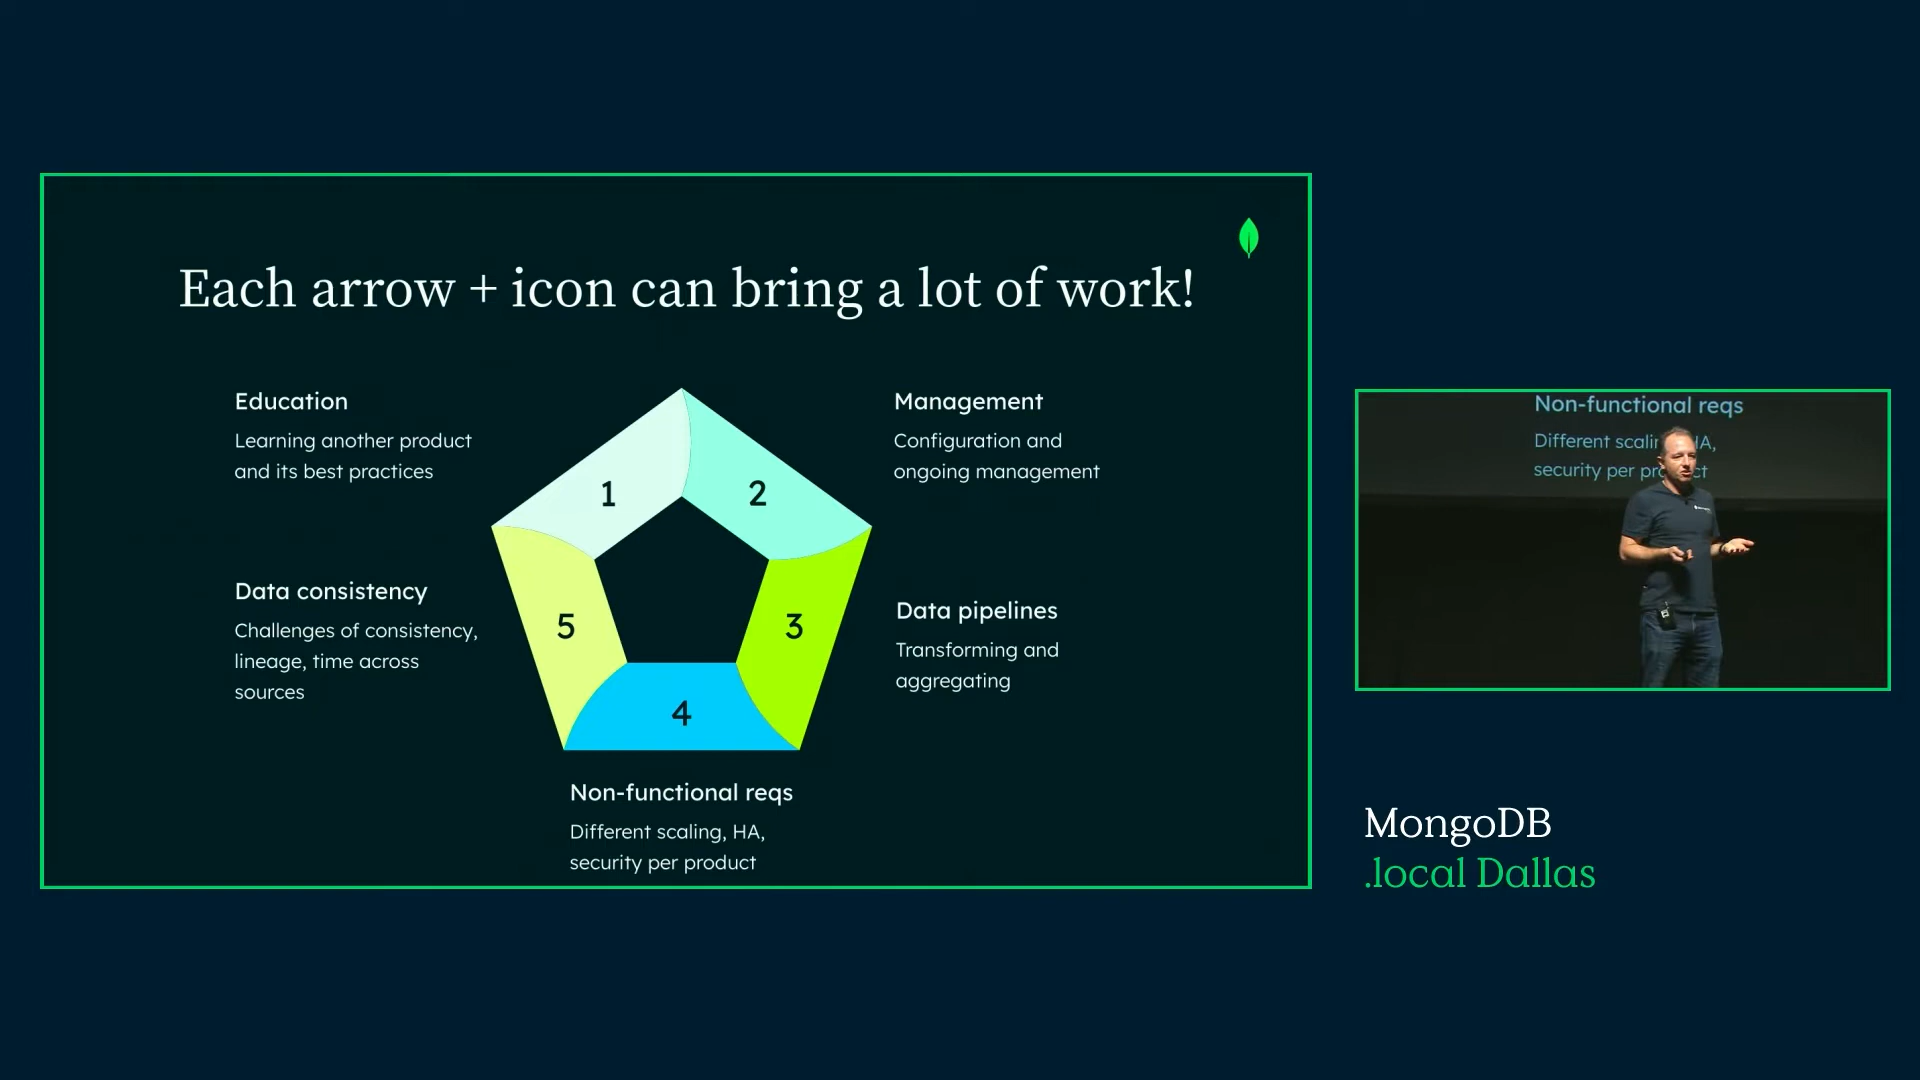 Each arrow + icon can bring a lot of work!
Education
Learning another product
and its best practices
1
2
Management
Configuration and
ongoing management
Data consistency
Challenges of consistency,
lineage, time across
sources
5
3
Data pipelines
Transforming and
aggregating
4
Non-functional reqs
Different scaling, HA,
security per product
Non-functional reqs
Different scalin HA,
security per pro ct
MongoDB
.local Dallas